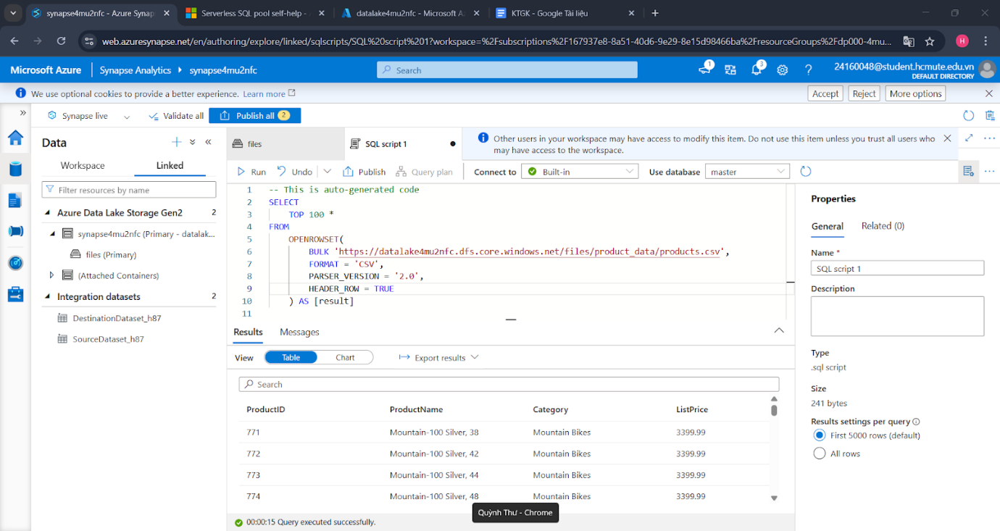 synapse4mu2nfc - Azure Synap
Serverless SQL pool self-help -
datalake4mu2nfc - Microsoft A
KTGK - Google Tài liệu
web.azuresynapse.net/en/authoring/explore/linked/sqlscripts/SQL%20script%201?workspace=%2Fsubscriptions%2F167937e8-8a51-40d6-9e29-8e15d98466ba%2FresourceGroups%2Fdp000-4mu...
H
Microsoft Azure
Synapse Analytics
synapse4mu2nfc
Search
1
3
24160048@student.hcmute.edu.vn
DEFAULT DIRECTORY
We use optional cookies to provide a better experience. Learn more
Accept
Reject
More options
Synapse live
Validate all
Publish all 2
Data
Workspace
Linked
Filter resources by name
Azure Data Lake Storage Gen2 2
synapse4mu2nfc (Primary - datalak...
files (Primary)
(Attached Containers)
Integration datasets 2
DestinationDataset_h87
SourceDataset_h87
files
SQL script 1
Other users in your workspace may have access to modify this item. Do not use this item unless you trust all users who
may have access to the workspace.
Run
Undo
Publish
Query plan
Connect to
Built-in
Use database
master
1 -- This is auto-generated code
2 SELECT
3 TOP 100 *
4 FROM
5 OPENROWSET(
6 BULK 'https://datalake4mu2nfc.dfs.core.windows.net/files/product_data/products.csv',
7 FORMAT = 'CSV',
8 PARSER_VERSION = '2.0',
9 HEADER_ROW = TRUE
10 ) AS [result]
11
Results
Messages
View
Table
Chart
Export results
Search
ProductID ProductName Category ListPrice
771 Mountain-100 Silver, 38 Mountain Bikes 3399.99
772 Mountain-100 Silver, 42 Mountain Bikes 3399.99
773 Mountain-100 Silver, 44 Mountain Bikes 3399.99
774 Mountain-100 Silver, 48 Mountain Bikes 3399.99
Quỳnh Thư - Chrome
00:00:15 Query executed successfully.
Properties
General
Related (0)
Name *
SQL script 1
Description
Type
.sql script
Size
241 bytes
Results settings per query
First 5000 rows (default)
All rows